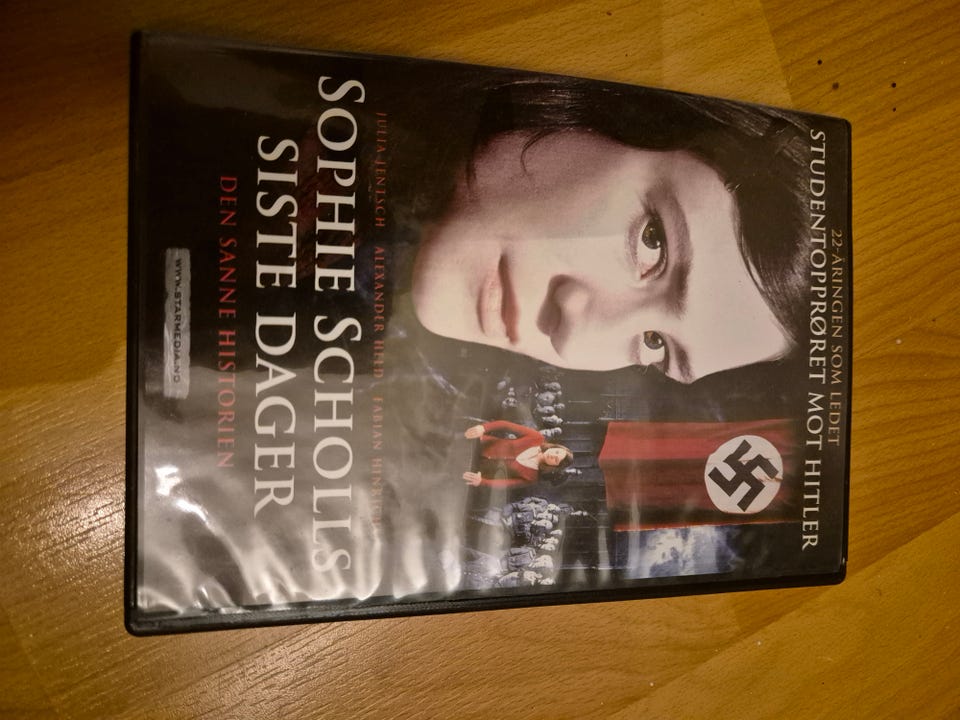 22-ÅRINGEN SOM LEDET
STUDENTOPPRØRET MOT HITLER
JULIA JENTSCH ALEXANDER HELD FABIAN HINRICHS
SOPHIE SCHOLLS
SISTE DAGER
DEN SANNE HISTORIEN
WWW.STARMEDIA.NO